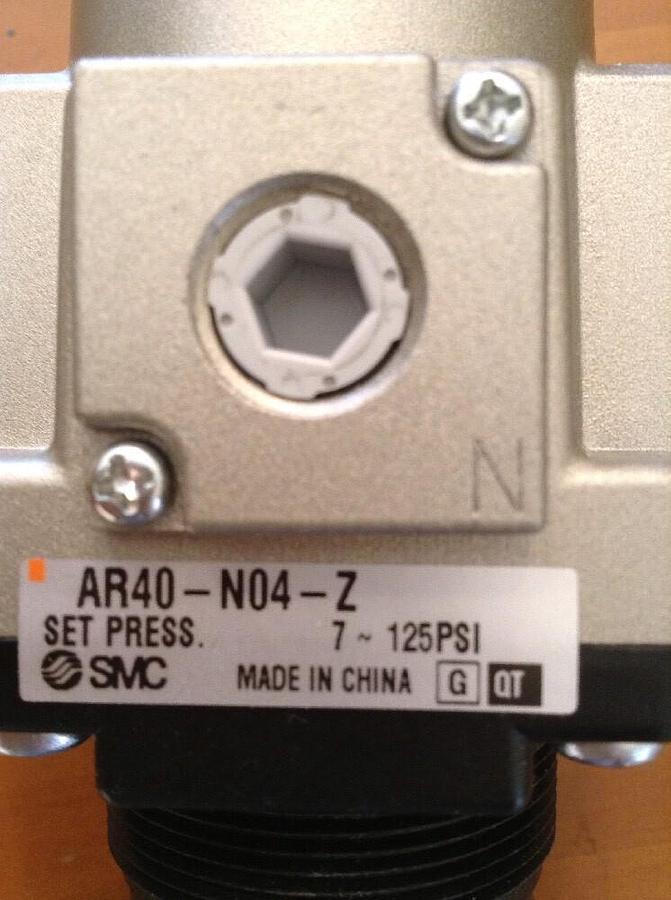 N
AR40-N04-Z
SET PRESS. 7 ~ 125PSI
SMC MADE IN CHINA G QT